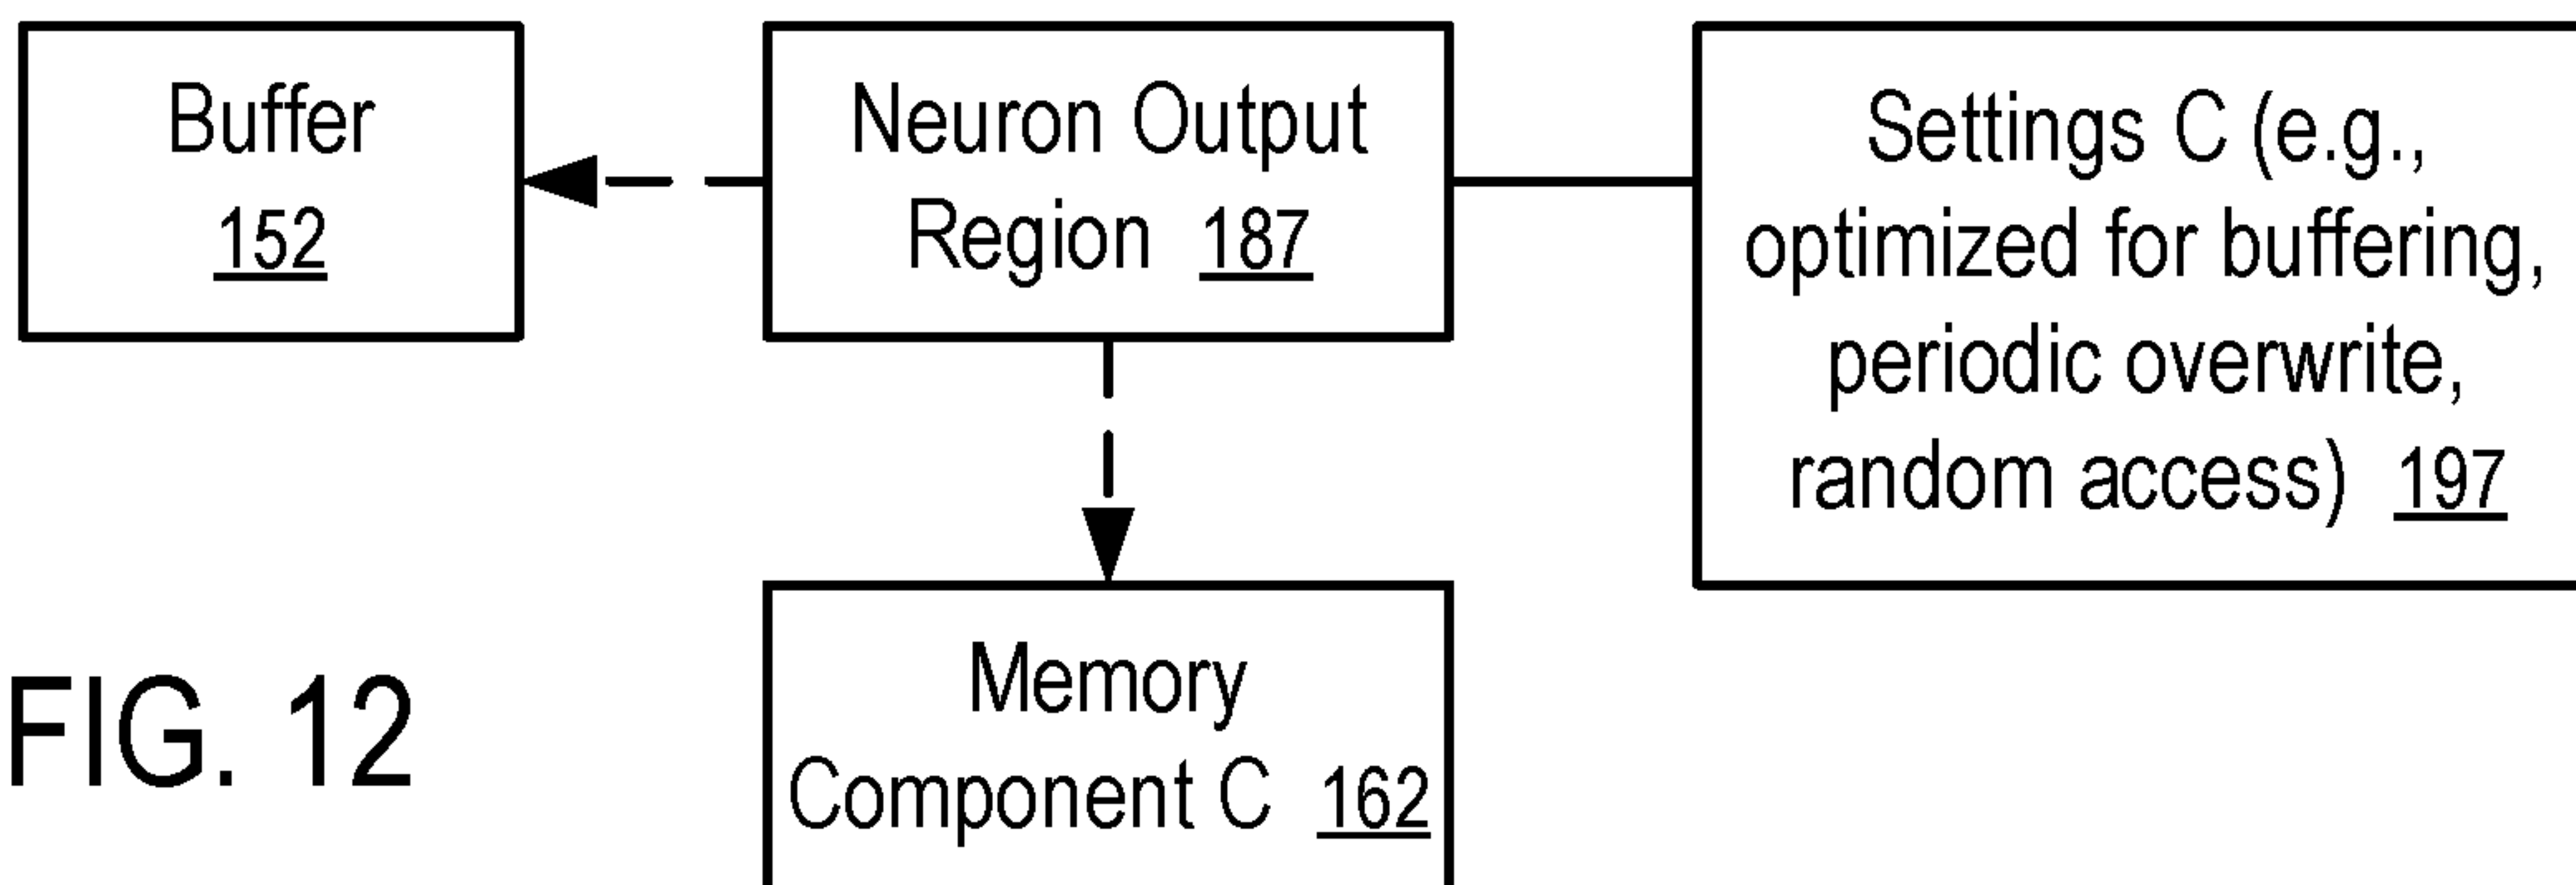 Buffer
152
Neuron Output
Region 187
Settings C (e.g.,
optimized for buffering,
periodic overwrite,
random access) 197
Memory
Component C 162
FIG. 12